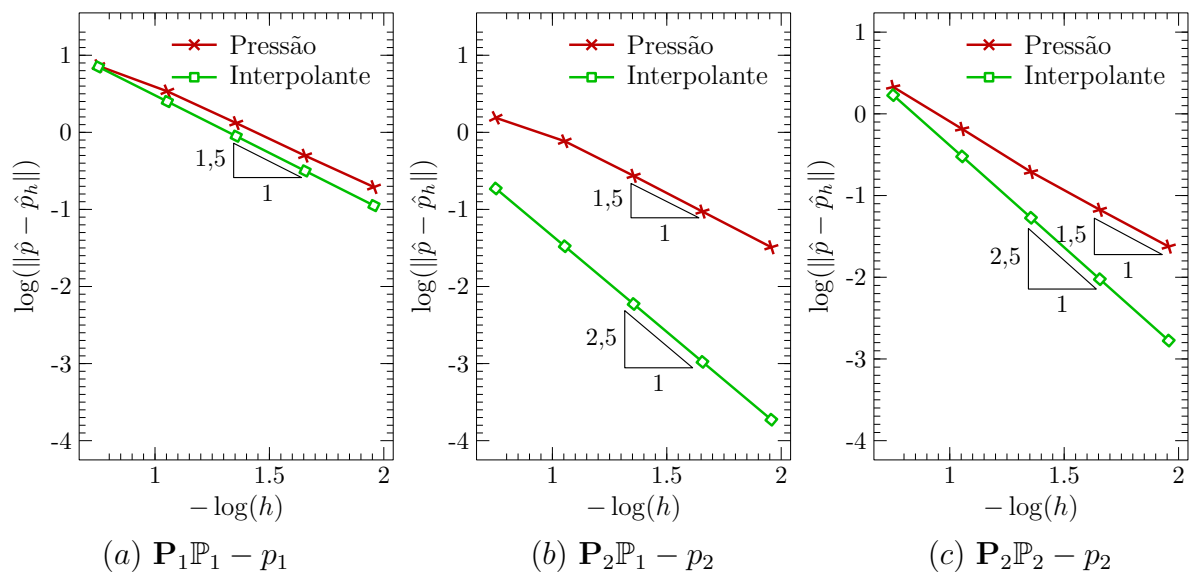 log(||p̂ − p̂_h||)
1
0
-1
-2
-3
-4
Pressão
Interpolante
1,5
1
1
1.5
2
− log(h)
(a) 𝐏₁ℙ₁ − p₁
log(||p̂ − p̂_h||)
1
0
-1
-2
-3
-4
Pressão
Interpolante
1,5
1
2,5
1
1
1.5
2
− log(h)
(b) 𝐏₂ℙ₁ − p₂
log(||p̂ − p̂_h||)
1
0
-1
-2
-3
-4
Pressão
Interpolante
1,5
1
2,5
1
1
1.5
2
− log(h)
(c) 𝐏₂ℙ₂ − p₂